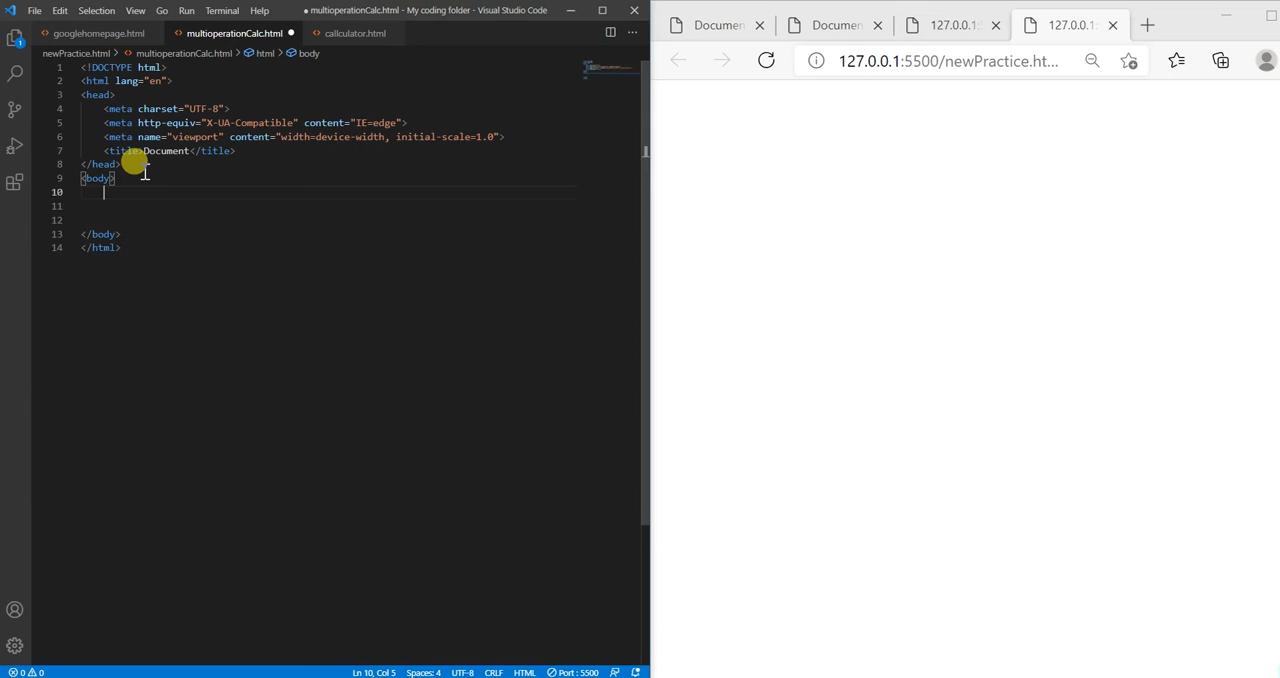 File Edit Selection View Go Run Terminal Help ● multioperationCalc.html - My coding folder - Visual Studio Code
googlehomepage.html multioperationCalc.html ● callculator.html
newPractice.html > multioperationCalc.html > html > body
1 <!DOCTYPE html>
2 <html lang="en">
3 <head>
4 <meta charset="UTF-8">
5 <meta http-equiv="X-UA-Compatible" content="IE=edge">
6 <meta name="viewport" content="width=device-width, initial-scale=1.0">
7 <title>Document</title>
8 </head>
9 <body>
10
11
12
13 </body>
14 </html>
1
0 0 Ln 10, Col 5 Spaces: 4 UTF-8 CRLF HTML Port : 5500
Documen Documen 127.0.0.1: 127.0.0.1:
127.0.0.1:5500/newPractice.ht...